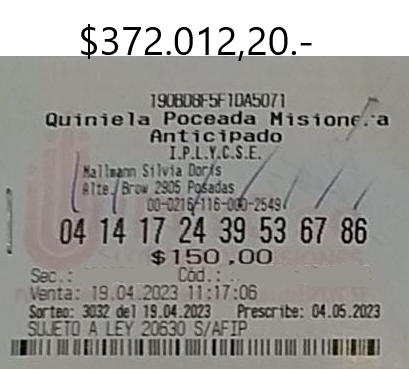 $372.012,20.-
190BD8F5F1DA5071
Quiniela Poceada Misionera
Anticipado
I.P.L.Y.C.S.E.
Mallmann Silvia Doris
Alte. Brow 2905 Posadas
00-0216-116-000-2549
04 14 17 24 39 53 67 86
$150.00
Sec.: Cód.: .
Venta: 19.04.2023 11:17:06
Sorteo: 3032 del 19.04.2023 Prescribe: 04.05.2023
SUJETO A LEY 20630 S/AFIP